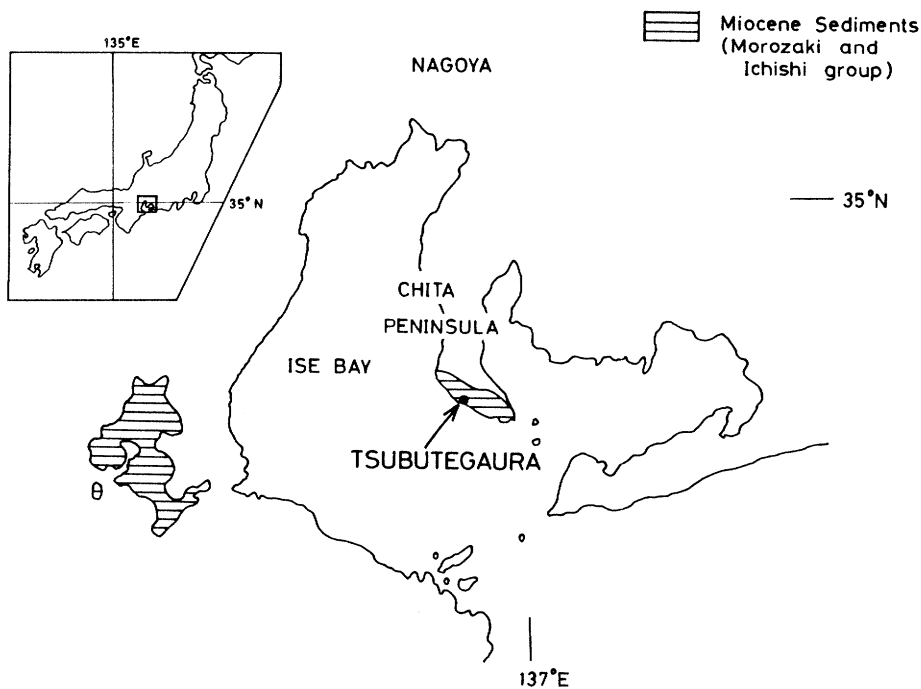 135°E
Miocene Sediments
(Morozaki and
Ichishi group)
NAGOYA
35°N
35°N
CHITA
PENINSULA
ISE BAY
TSUBUTEGAURA
137°E